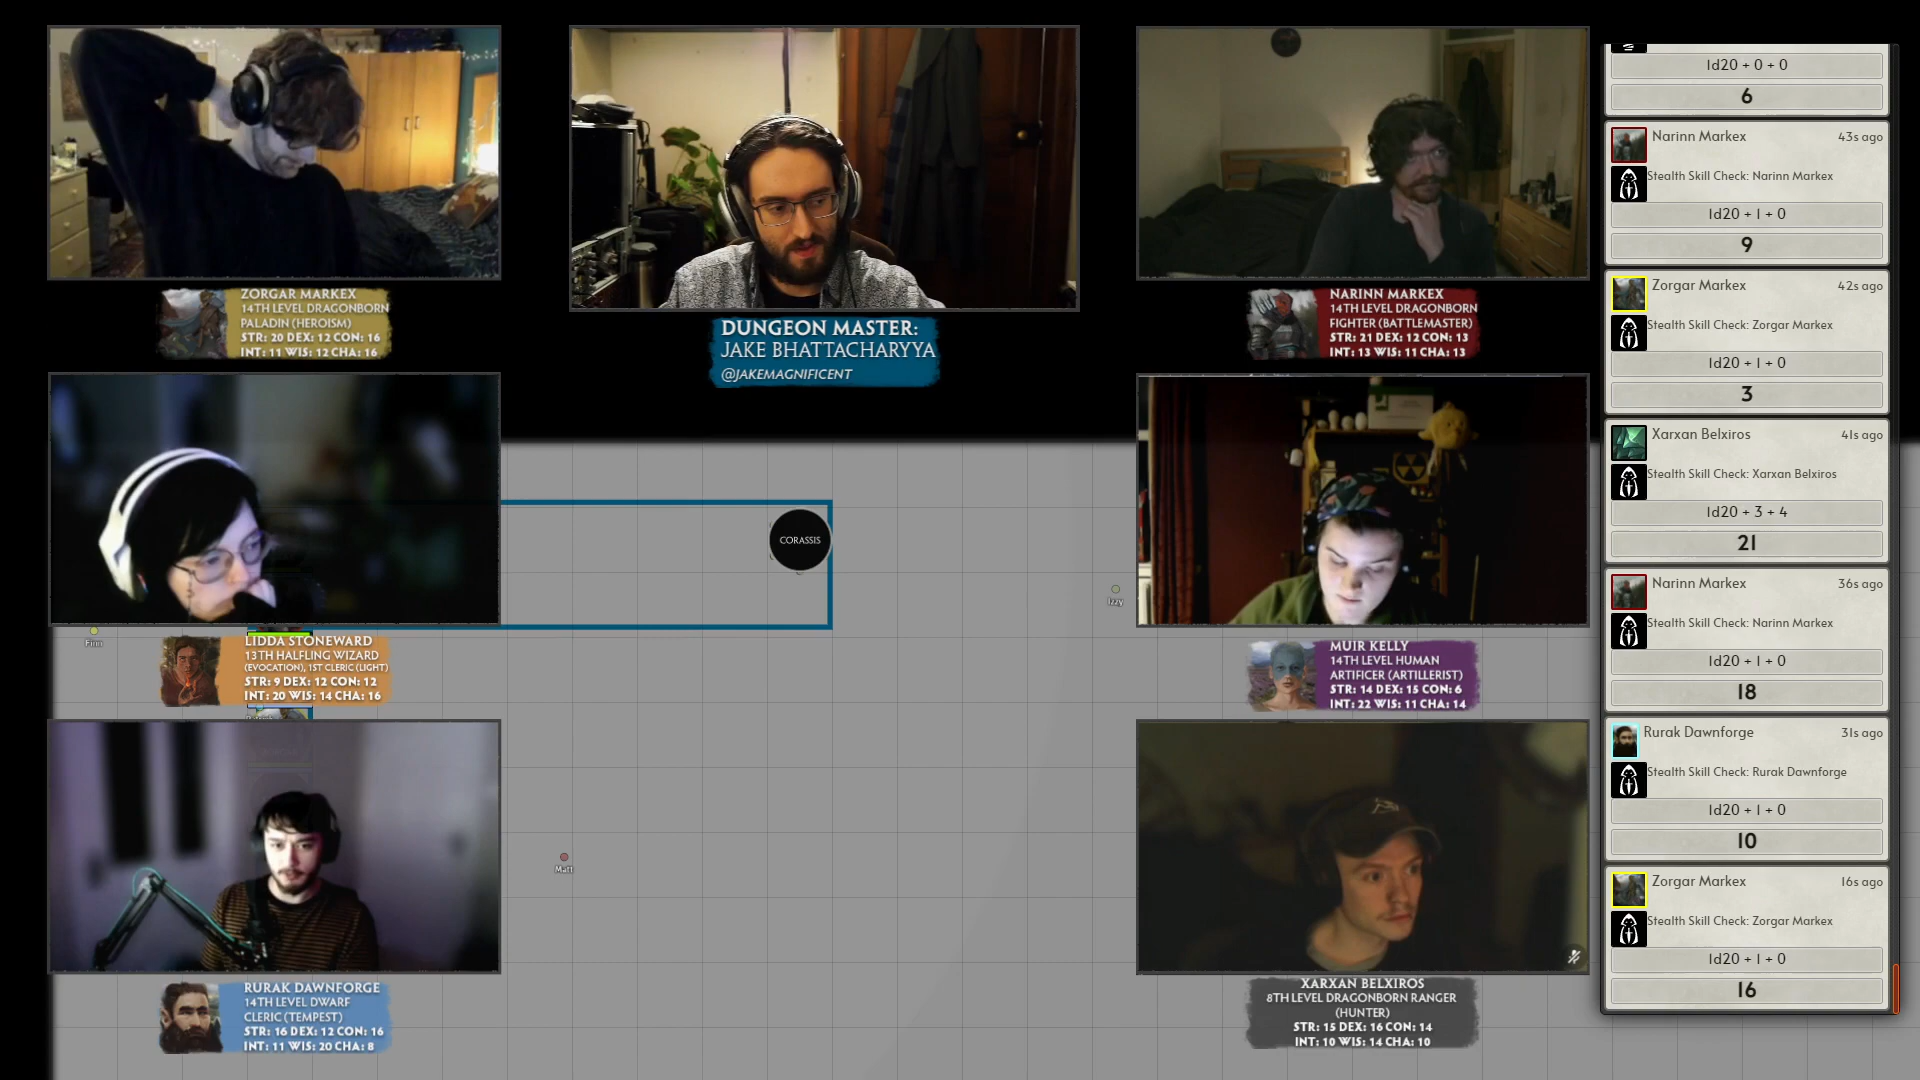 ZORGAR MARKEX
14TH LEVEL DRAGONBORN
PALADIN (HEROISM)
STR: 20 DEX: 12 CON: 16
INT: 11 WIS: 12 CHA: 16
DUNGEON MASTER:
JAKE BHATTACHARYYA
@JAKEMAGNIFICENT
NARINN MARKEX
14TH LEVEL DRAGONBORN
FIGHTER (BATTLEMASTER)
STR: 21 DEX: 12 CON: 13
INT: 13 WIS: 11 CHA: 13
CORASSIS
Izzy
Finn
LIDDA STONEWARD
13TH HALFLING WIZARD
(EVOCATION), 1ST CLERIC (LIGHT)
STR: 9 DEX: 12 CON: 12
INT: 20 WIS: 14 CHA: 16
MUIR KELLY
14TH LEVEL HUMAN
ARTIFICER (ARTILLERIST)
STR: 14 DEX: 15 CON: 6
INT: 22 WIS: 11 CHA: 14
Matt
RURAK DAWNFORGE
14TH LEVEL DWARF
CLERIC (TEMPEST)
STR: 16 DEX: 12 CON: 16
INT: 11 WIS: 20 CHA: 8
XARXAN BELXIROS
8TH LEVEL DRAGONBORN RANGER
(HUNTER)
STR: 15 DEX: 16 CON: 14
INT: 10 WIS: 14 CHA: 10
1d20 + 0 + 0
6
Narinn Markex 43s ago
Stealth Skill Check: Narinn Markex
1d20 + 1 + 0
9
Zorgar Markex 42s ago
Stealth Skill Check: Zorgar Markex
1d20 + 1 + 0
3
Xarxan Belxiros 41s ago
Stealth Skill Check: Xarxan Belxiros
1d20 + 3 + 4
21
Narinn Markex 36s ago
Stealth Skill Check: Narinn Markex
1d20 + 1 + 0
18
Rurak Dawnforge 31s ago
Stealth Skill Check: Rurak Dawnforge
1d20 + 1 + 0
10
Zorgar Markex 16s ago
Stealth Skill Check: Zorgar Markex
1d20 + 1 + 0
16